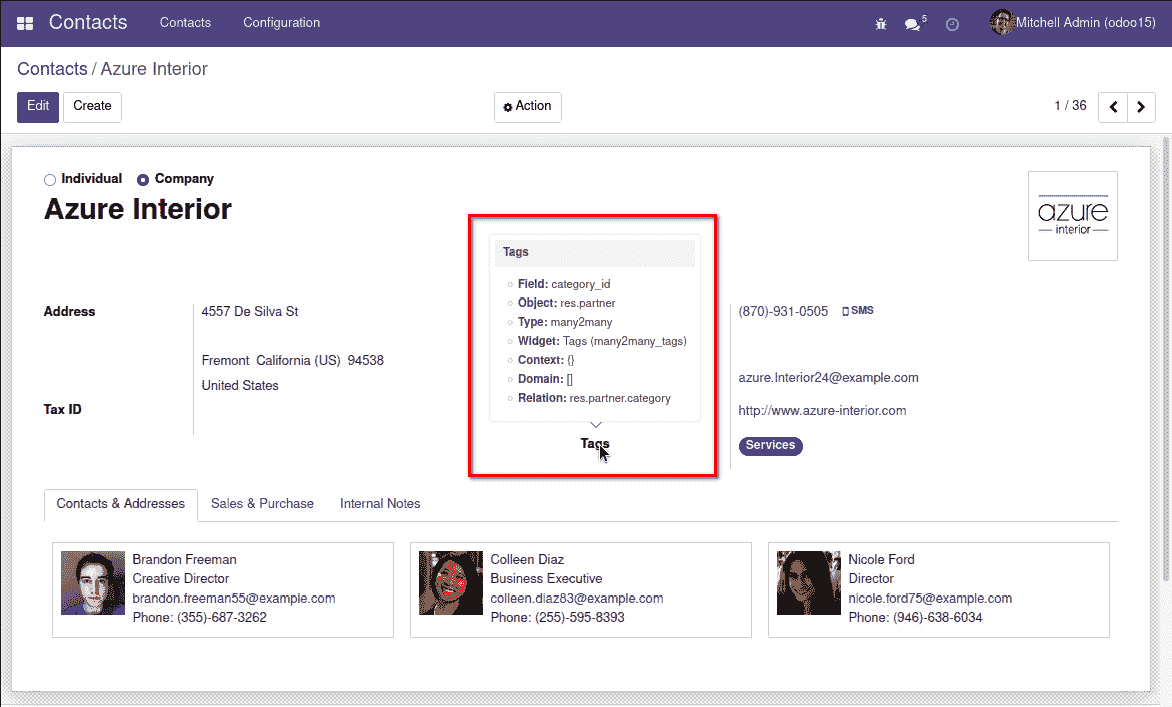 Contacts Contacts Configuration 5 Mitchell Admin (odoo15)
Contacts / Azure Interior
Edit Create Action 1 / 36
Individual Company
Azure Interior
azure
interior
Tags
Field: category_id
Object: res.partner
Type: many2many
Widget: Tags (many2many_tags)
Context: {}
Domain: []
Relation: res.partner.category
Tags
Address 4557 De Silva St
Fremont California (US) 94538
United States
Tax ID
(870)-931-0505 SMS
azure.Interior24@example.com
http://www.azure-interior.com
Services
Contacts & Addresses Sales & Purchase Internal Notes
Brandon Freeman
Creative Director
brandon.freeman55@example.com
Phone: (355)-687-3262
Colleen Diaz
Business Executive
colleen.diaz83@example.com
Phone: (255)-595-8393
Nicole Ford
Director
nicole.ford75@example.com
Phone: (946)-638-6034